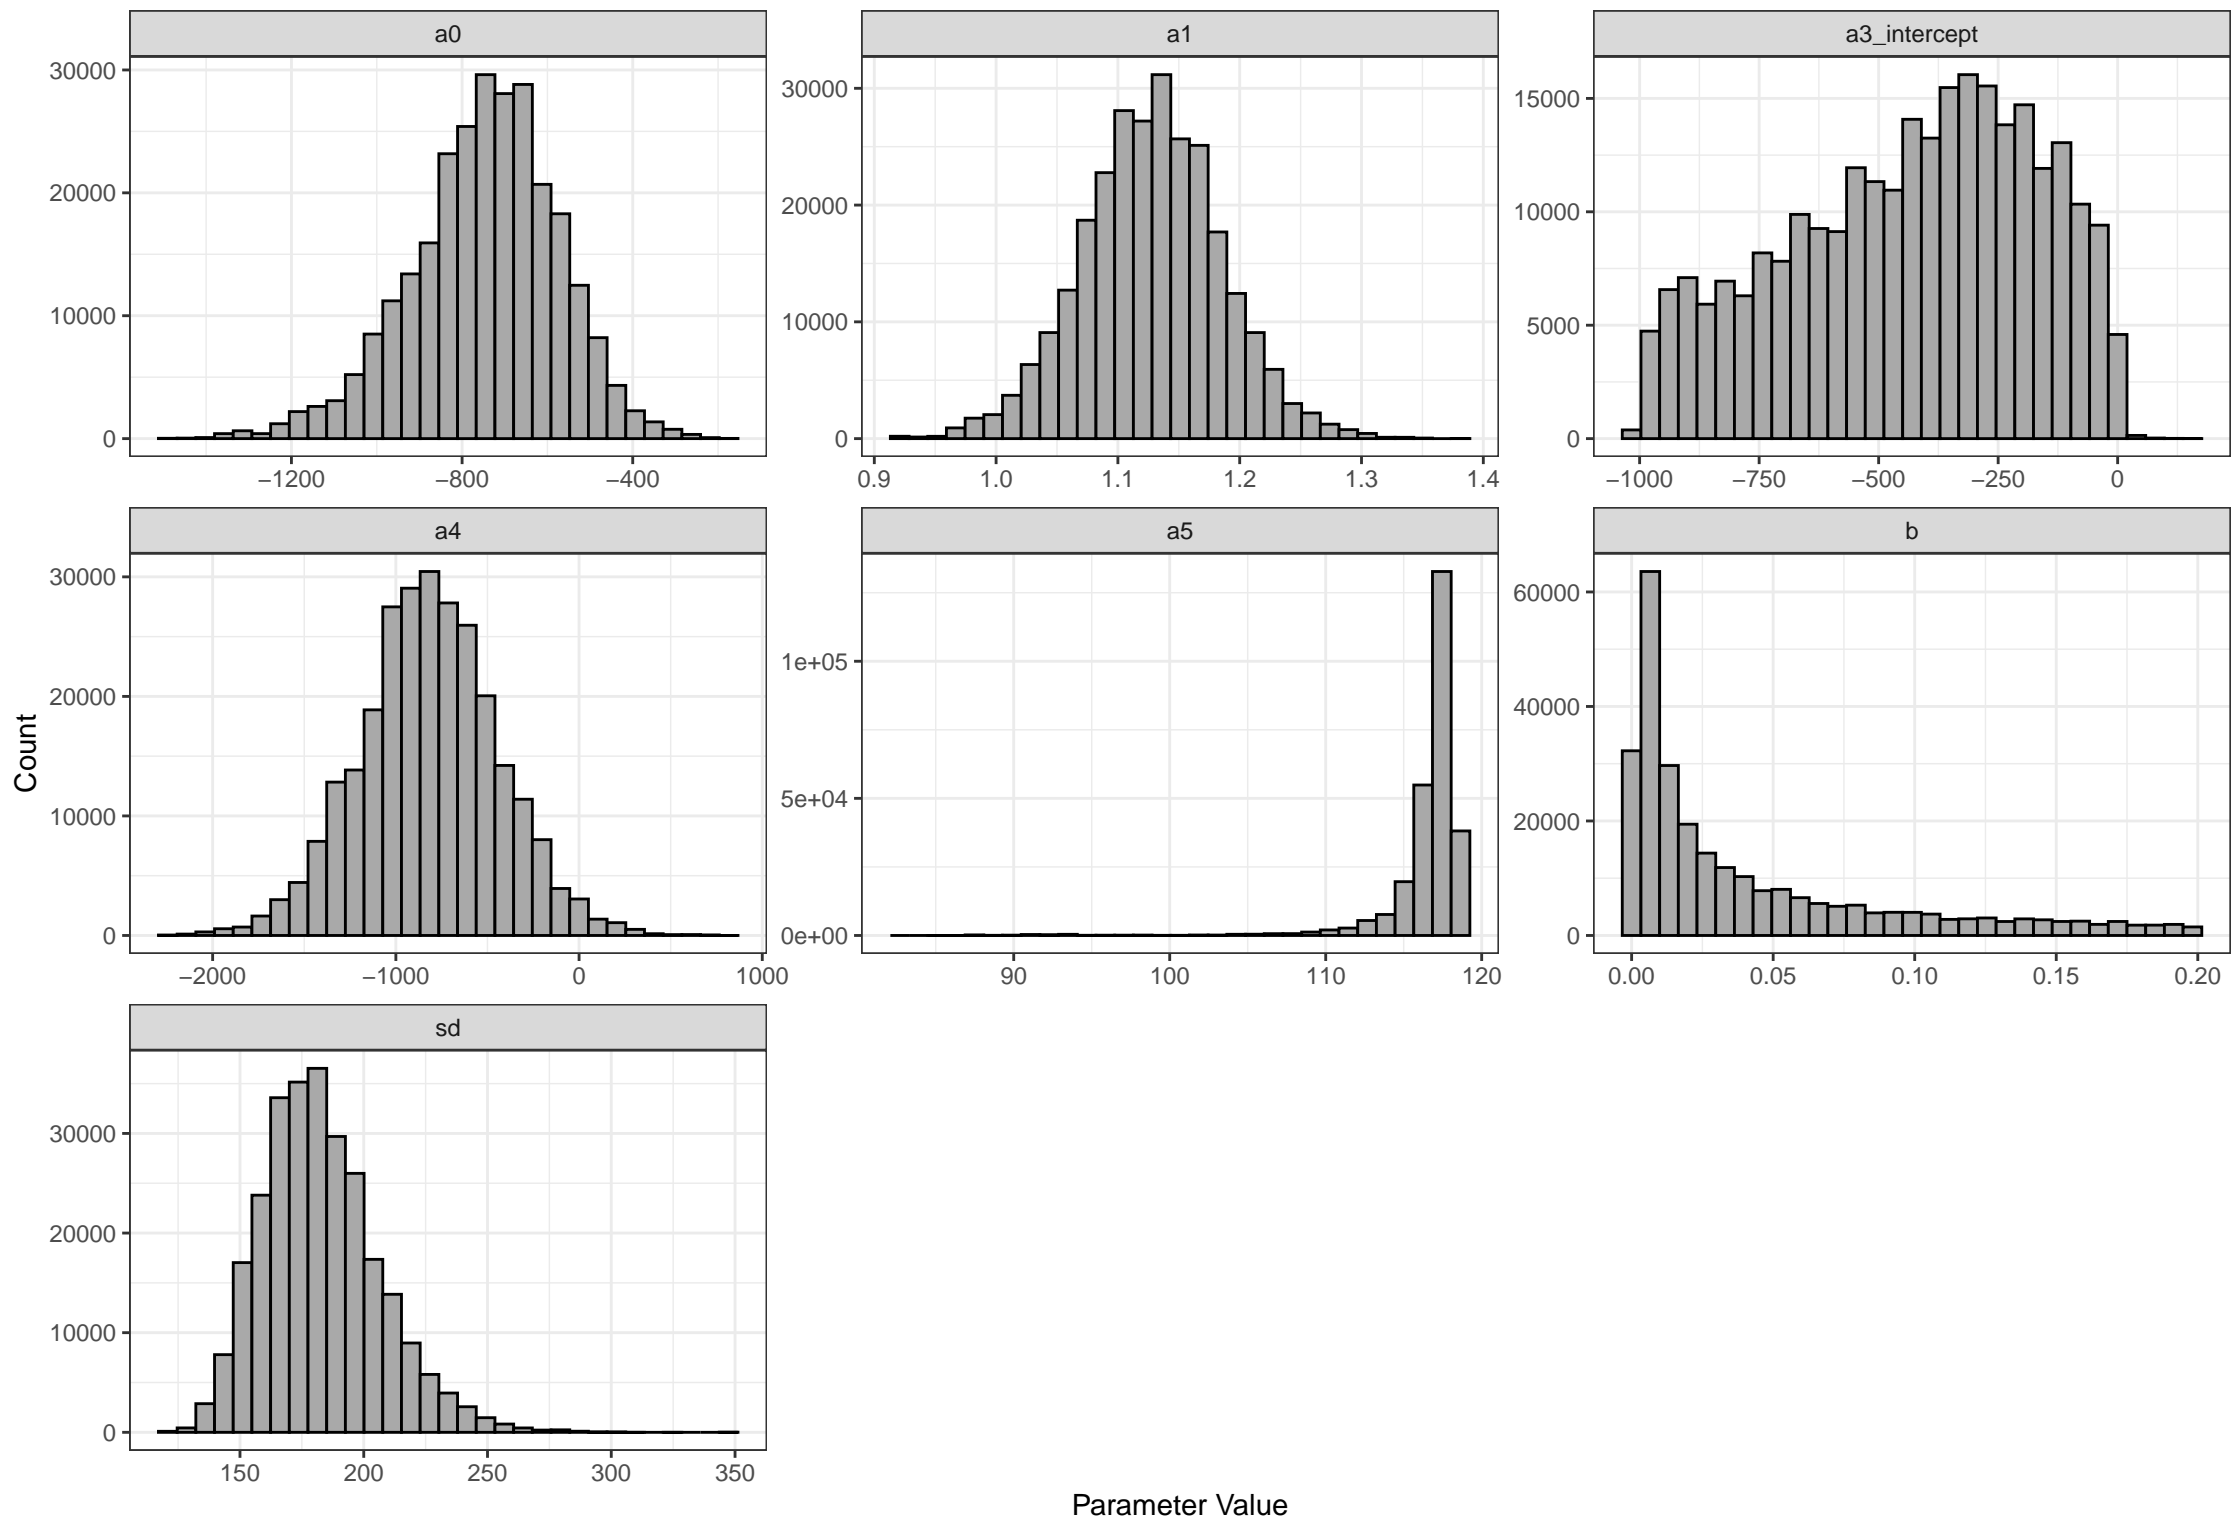 a0
a1
a3_intercept
30000
20000
10000
0
30000
20000
10000
0
15000
10000
5000
0
−1200 −800 −400
0.9 1.0 1.1 1.2 1.3 1.4
−1000 −750 −500 −250 0
a4
a5
b
30000
20000
10000
0
1e+05
5e+04
0e+00
60000
40000
20000
0
−2000 −1000 0 1000
90 100 110 120
0.00 0.05 0.10 0.15 0.20
sd
30000
20000
10000
0
150 200 250 300 350
Count
Parameter Value